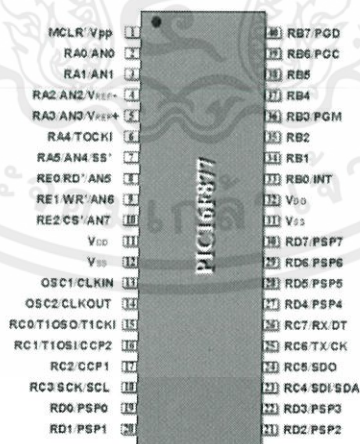 MCLR'/Vpp 1
RA0/AN0 2
RA1/AN1 3
RA2/AN2/VREF- 4
RA3/AN3/VREF+ 5
RA4/TOCKI 6
RA5/AN4/SS' 7
RE0/RD'/AN5 8
RE1/WR'/AN6 9
RE2/CS'/AN7 10
VDD 11
VSS 12
OSC1/CLKIN 13
OSC2/CLKOUT 14
RC0/T1OSO/T1CKI 15
RC1/T1OSI/CCP2 16
RC2/CCP1 17
RC3/SCK/SCL 18
RD0/PSP0 19
RD1/PSP1 20
PIC16F877
40 RB7/PGD
39 RB6/PGC
38 RB5
37 RB4
36 RB3/PGM
35 RB2
34 RB1
33 RB0/INT
32 VDD
31 VSS
30 RD7/PSP7
29 RD6/PSP6
28 RD5/PSP5
27 RD4/PSP4
26 RC7/RX/DT
25 RC6/TX/CK
24 RC5/SDO
23 RC4/SDI/SDA
22 RD3/PSP3
21 RD2/PSP2